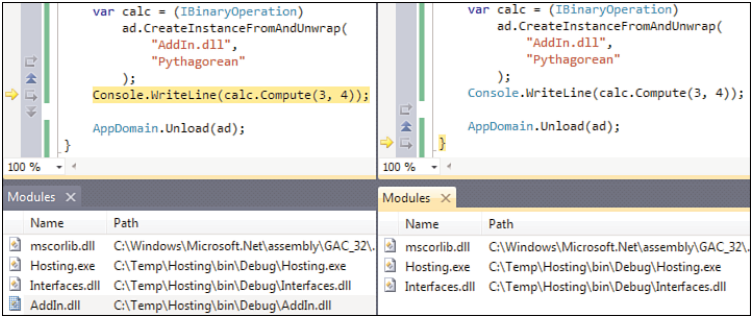 var calc = (IBinaryOperation)
ad.CreateInstanceFromAndUnwrap(
"AddIn.dll",
"Pythagorean"
);
Console.WriteLine(calc.Compute(3, 4));
AppDomain.Unload(ad);
}
100 %
Modules
Name Path
mscorlib.dll C:\Windows\Microsoft.Net\assembly\GAC_32\.
Hosting.exe C:\Temp\Hosting\bin\Debug\Hosting.exe
Interfaces.dll C:\Temp\Hosting\bin\Debug\Interfaces.dll
AddIn.dll C:\Temp\Hosting\bin\Debug\AddIn.dll
var calc = (IBinaryOperation)
ad.CreateInstanceFromAndUnwrap(
"AddIn.dll",
"Pythagorean"
);
Console.WriteLine(calc.Compute(3, 4));
AppDomain.Unload(ad);
}
100 %
Modules
Name Path
mscorlib.dll C:\Windows\Microsoft.Net\assembly\GAC_32\.
Hosting.exe C:\Temp\Hosting\bin\Debug\Hosting.exe
Interfaces.dll C:\Temp\Hosting\bin\Debug\Interfaces.dll